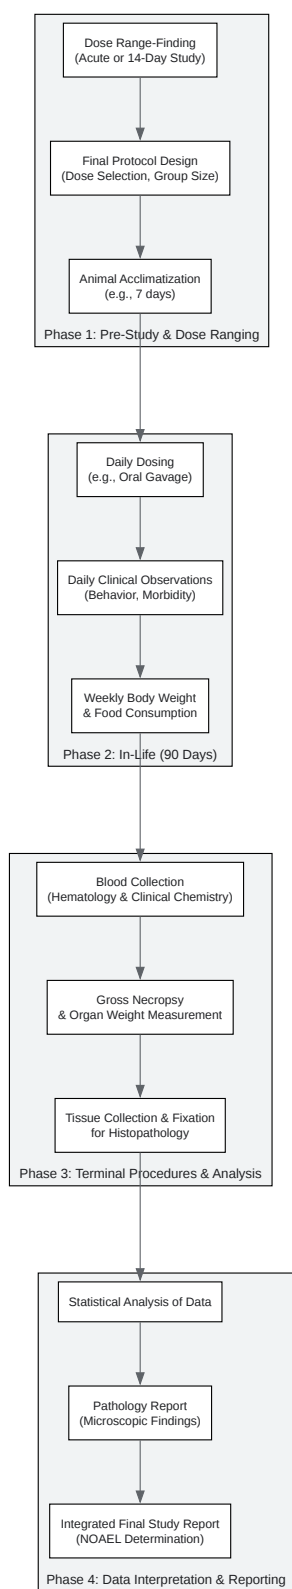 Dose Range-Finding
(Acute or 14-Day Study)
Final Protocol Design
(Dose Selection, Group Size)
Animal Acclimatization
(e.g., 7 days)
Phase 1: Pre-Study & Dose Ranging
Daily Dosing
(e.g., Oral Gavage)
Daily Clinical Observations
(Behavior, Morbidity)
Weekly Body Weight
& Food Consumption
Phase 2: In-Life (90 Days)
Blood Collection
(Hematology & Clinical Chemistry)
Gross Necropsy
& Organ Weight Measurement
Tissue Collection & Fixation
for Histopathology
Phase 3: Terminal Procedures & Analysis
Statistical Analysis of Data
Pathology Report
(Microscopic Findings)
Integrated Final Study Report
(NOAEL Determination)
Phase 4: Data Interpretation & Reporting